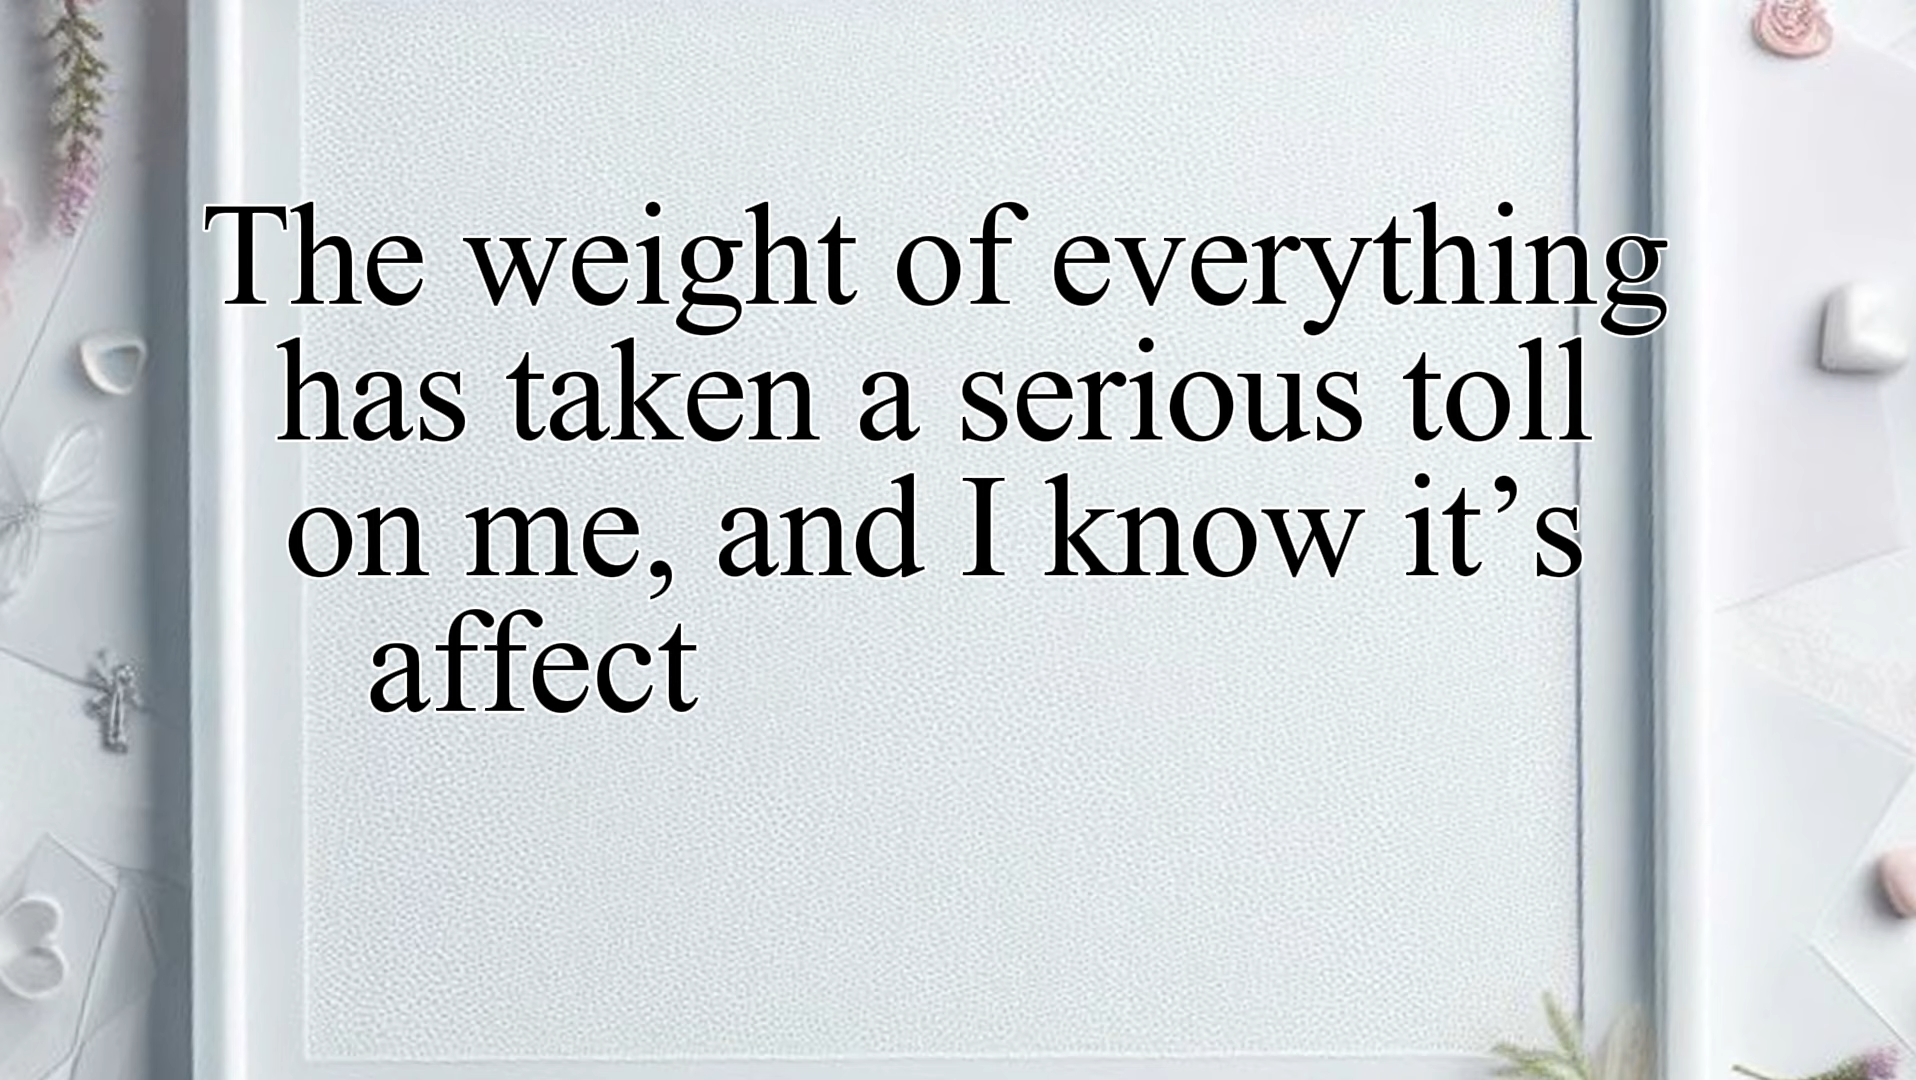 The weight of everything
has taken a serious toll
on me, and I know it’s
affect